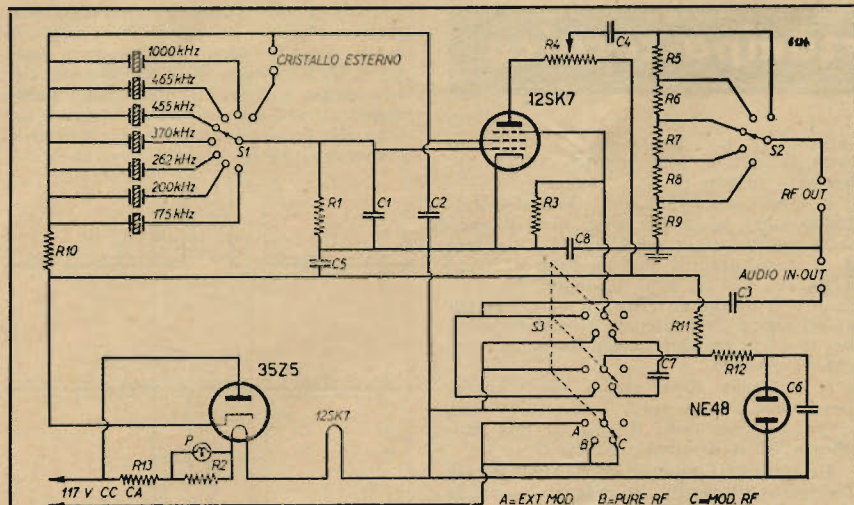 1000 kHz
465 kHz
455 kHz
370 kHz
262 kHz
200 kHz
175 kHz
CRISTALLO ESTERNO
S1
R10
R1
C1
C2
C5
12SK7
R3
C8
R4
C4
R5
R6
R7
R8
R9
S2
RF OUT
AUDIO IN-OUT
C3
S3
R11
R12
C7
C6
NE48
35Z5
12SK7
P
R2
R13
117 V CC CA
A
B
C
A=EXT MOD. B=PURE RF C=MOD. RF